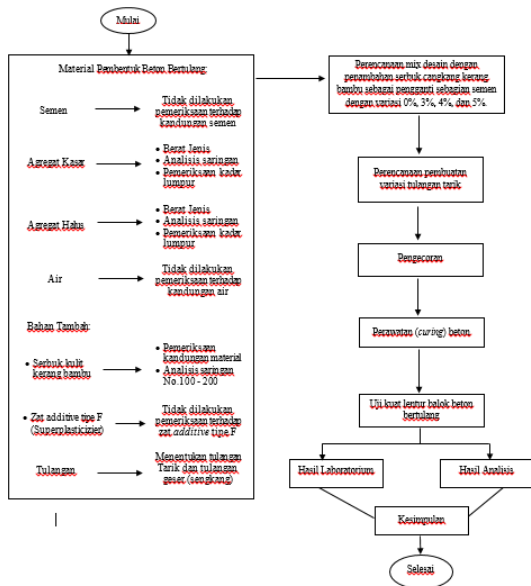 Mulai
Material Pembentuk Beton Bertulang:
Semen
Tidak dilakukan
pemeriksaan terhadap
kandungan semen
Agregat Kasar
• Berat Jenis
• Analisis saringan
• Pemeriksaan kadar
lumpur
Agregat Halus
• Berat Jenis
• Analisis saringan
• Pemeriksaan kadar
lumpur
Air
Tidak dilakukan
pemeriksaan terhadap
kandungan air
Bahan Tambah:
• Serbuk kulit
kerang bambu
• Pemeriksaan
kandungan material
• Analisis saringan
No.100 - 200
• Zat additive tipe F
(Superplasticizier)
Tidak dilakukan
pemeriksaan terhadap
zat additive tipe F
Tulangan
Menentukan tulangan
Tarik dan tulangan
geser (sengkang)
Perencanaan mix desain dengan
penambahan serbuk cangkang kerang
bambu sebagai pengganti sebagian semen
dengan variasi 0%, 3%, 4%, dan 5%.
Perencanaan pembuatan
variasi tulangan tarik
Pengecoran
Perawatan (curing) beton
Uji kuat lentur balok beton
bertulang
Hasil Laboratorium
Hasil Analisis
Kesimpulan
Selesai